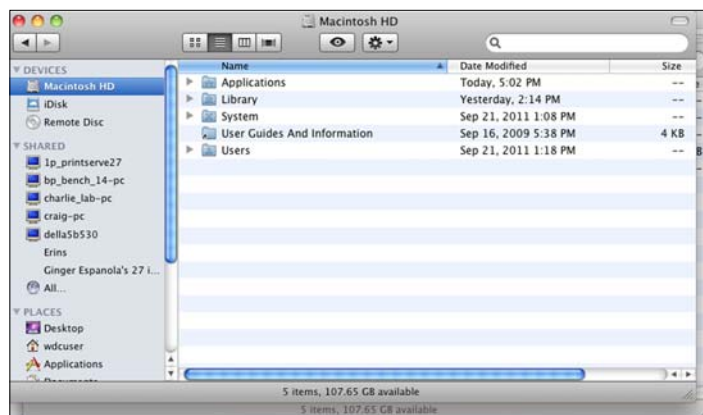 Macintosh HD
Name Date Modified Size
DEVICES
Macintosh HD
iDisk
Remote Disc
SHARED
1p_printserve27
bp_bench_14-pc
charlie_lab-pc
craig-pc
della5b530
Erins
Ginger Espanola's 27 i...
All...
PLACES
Desktop
wdcuser
Applications
Applications Today, 5:02 PM --
Library Yesterday, 2:14 PM --
System Sep 21, 2011 1:08 PM --
User Guides And Information Sep 16, 2009 5:38 PM 4 KB
Users Sep 21, 2011 1:18 PM --
5 items, 107.65 GB available
5 items, 107.65 GB available